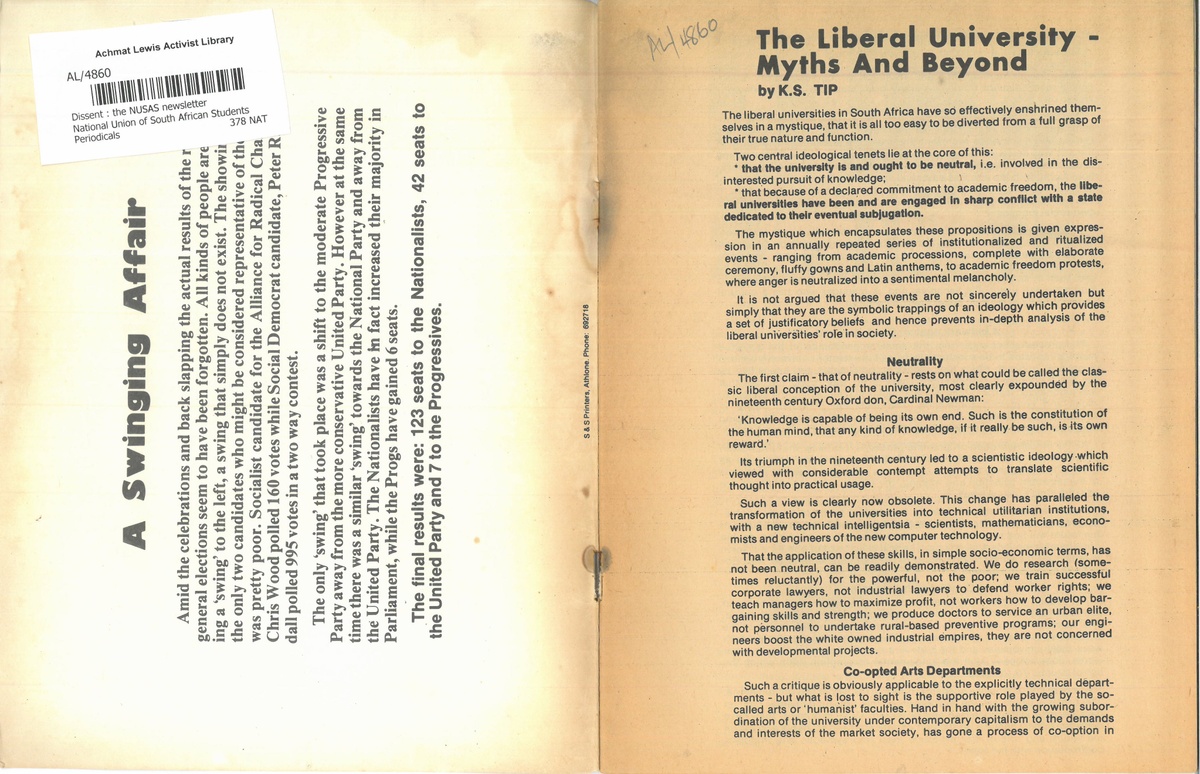 Achmat Lewis Activist Library
AL/4860
Dissent : the NUSAS newsletter
National Union of South African Students
Periodicals
378 NAT
A Swinging Affair
Amid the celebrations and back slapping the actual results of the
general elections seem to have been forgotten. All kinds of people are
ing a 'swing' to the left, a swing that simply does not exist. The
the only two candidates who might be considered representative of the
was pretty poor. Socialist candidate for the Alliance for Radical
Chris Wood polled 160 votes while Social Democrat candidate, Peter
dall polled 995 votes in a two way contest.
The only 'swing' that took place was a shift to the moderate Progressive
Party away from the more conservative United Party. However at the same
time there was a similar 'swing' towards the National Party and away from
the United Party. The Nationalists have in fact increased their majority in
Parliament, while the Progs have gained 6 seats.
The final results were: 123 seats to the Nationalists, 42 seats to
the United Party and 7 to the Progressives.
S & S Printers, Athlone. Phone 692718
AL/4860
The Liberal University -
Myths And Beyond
by K.S. TIP
The liberal universities in South Africa have so effectively enshrined them-
selves in a mystique, that it is all too easy to be diverted from a full grasp of
their true nature and function.
Two central ideological tenets lie at the core of this:
* that the university is and ought to be neutral, i.e. involved in the dis-
interested pursuit of knowledge;
* that because of a declared commitment to academic freedom, the libe-
ral universities have been and are engaged in sharp conflict with a state
dedicated to their eventual subjugation.
The mystique which encapsulates these propositions is given expres-
sion in an annually repeated series of institutionalized and ritualized
events - ranging from academic processions, complete with elaborate
ceremony, fluffy gowns and Latin anthems, to academic freedom protests,
where anger is neutralized into a sentimental melancholy.
It is not argued that these events are not sincerely undertaken but
simply that they are the symbolic trappings of an ideology which provides
a set of justificatory beliefs and hence prevents in-depth analysis of the
liberal universities' role in society.
Neutrality
The first claim - that of neutrality - rests on what could be called the clas-
sic liberal conception of the university, most clearly expounded by the
nineteenth century Oxford don, Cardinal Newman:
'Knowledge is capable of being its own end. Such is the constitution of
the human mind, that any kind of knowledge, if it really be such, is its own
reward.'
Its triumph in the nineteenth century led to a scientistic ideology which
viewed with considerable contempt attempts to translate scientific
thought into practical usage.
Such a view is clearly now obsolete. This change has paralleled the
transformation of the universities into technical utilitarian institutions,
with a new technical intelligentsia - scientists, mathematicians, econo-
mists and engineers of the new computer technology.
That the application of these skills, in simple socio-economic terms, has
not been neutral, can be readily demonstrated. We do research (some-
times reluctantly) for the powerful, not the poor; we train successful
corporate lawyers, not industrial lawyers to defend worker rights; we
teach managers how to maximize profit, not workers how to develop bar-
gaining skills and strength; we produce doctors to service an urban elite,
not personnel to undertake rural-based preventive programs; our engi-
neers boost the white owned industrial empires, they are not concerned
with developmental projects.
Co-opted Arts Departments
Such a critique is obviously applicable to the explicitly technical depart-
ments - but what is lost to sight is the supportive role played by the so-
called arts or 'humanist' faculties. Hand in hand with the growing subor-
dination of the university under contemporary capitalism to the demands
and interests of the market society, has gone a process of co-option in